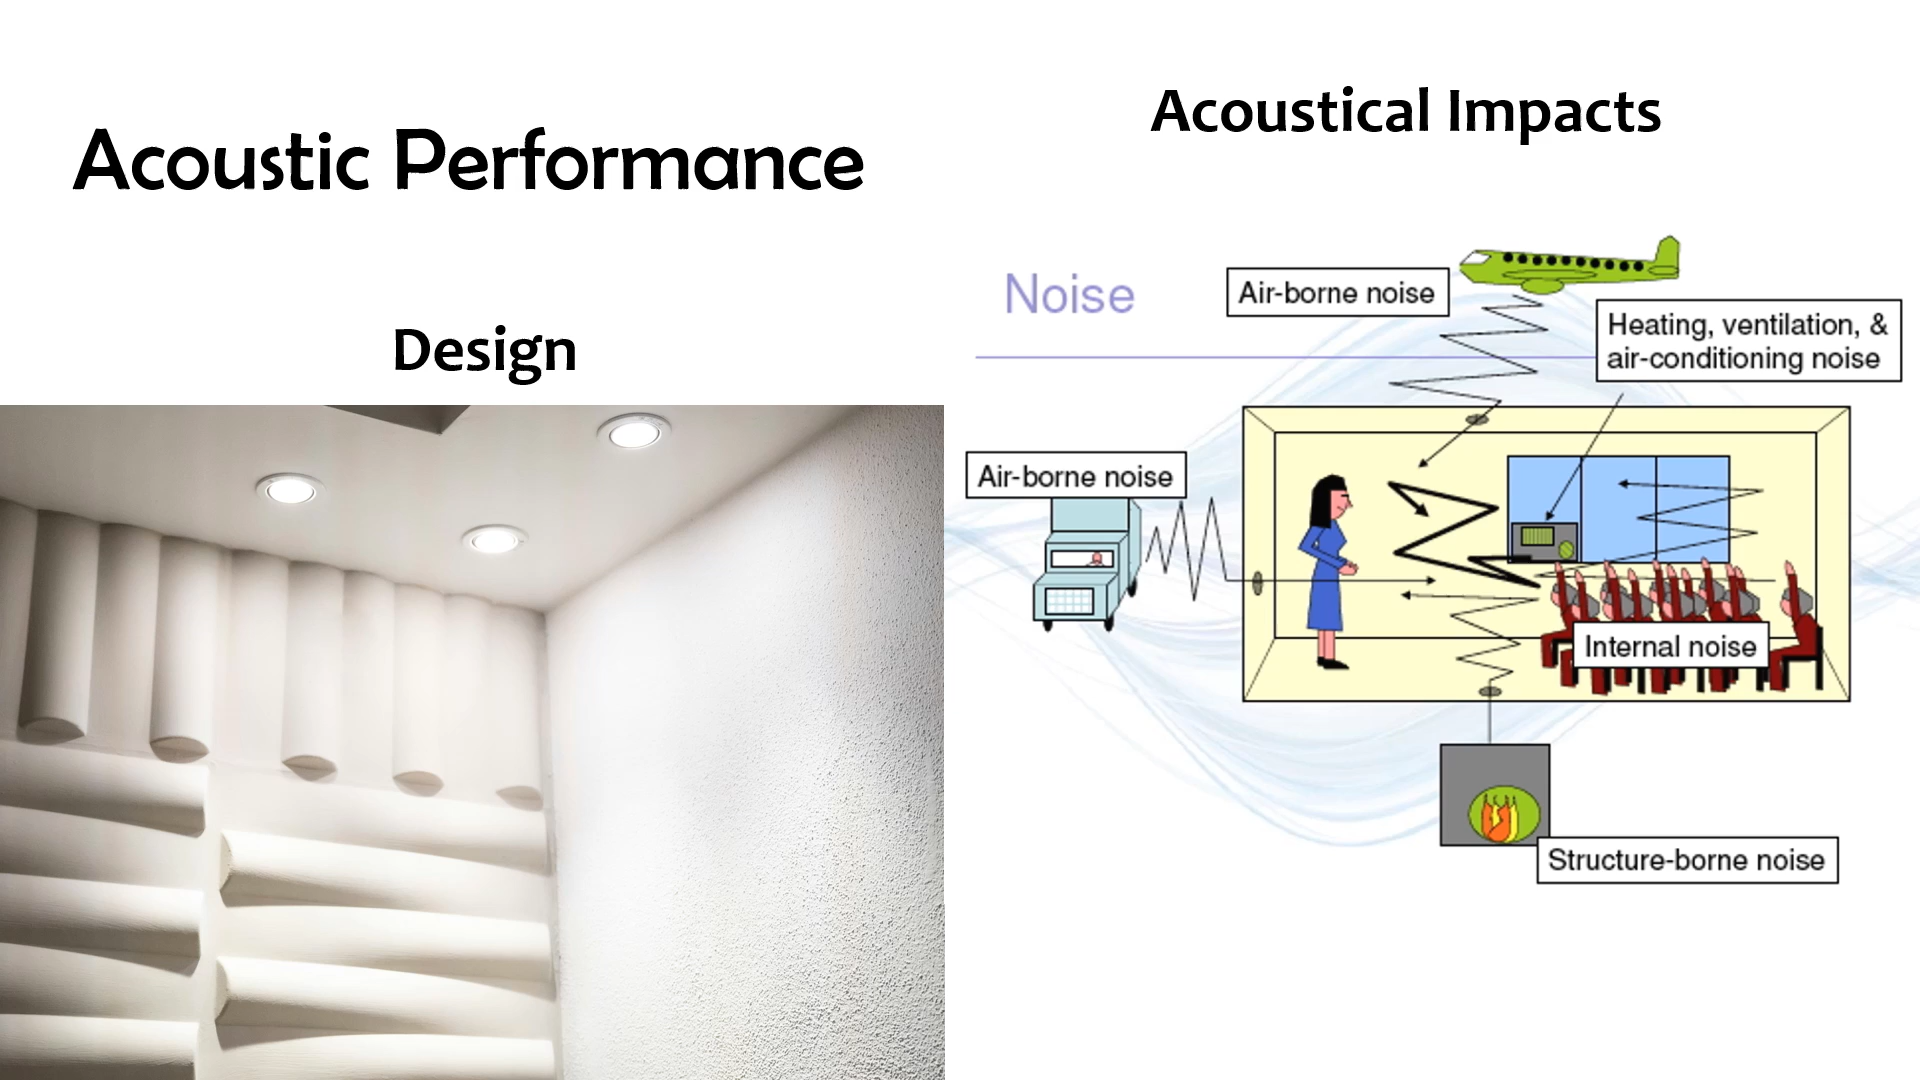 Acoustic Performance
Design
Acoustical Impacts
Noise
Air-borne noise
Heating, ventilation, &
air-conditioning noise
Air-borne noise
Internal noise
Structure-borne noise